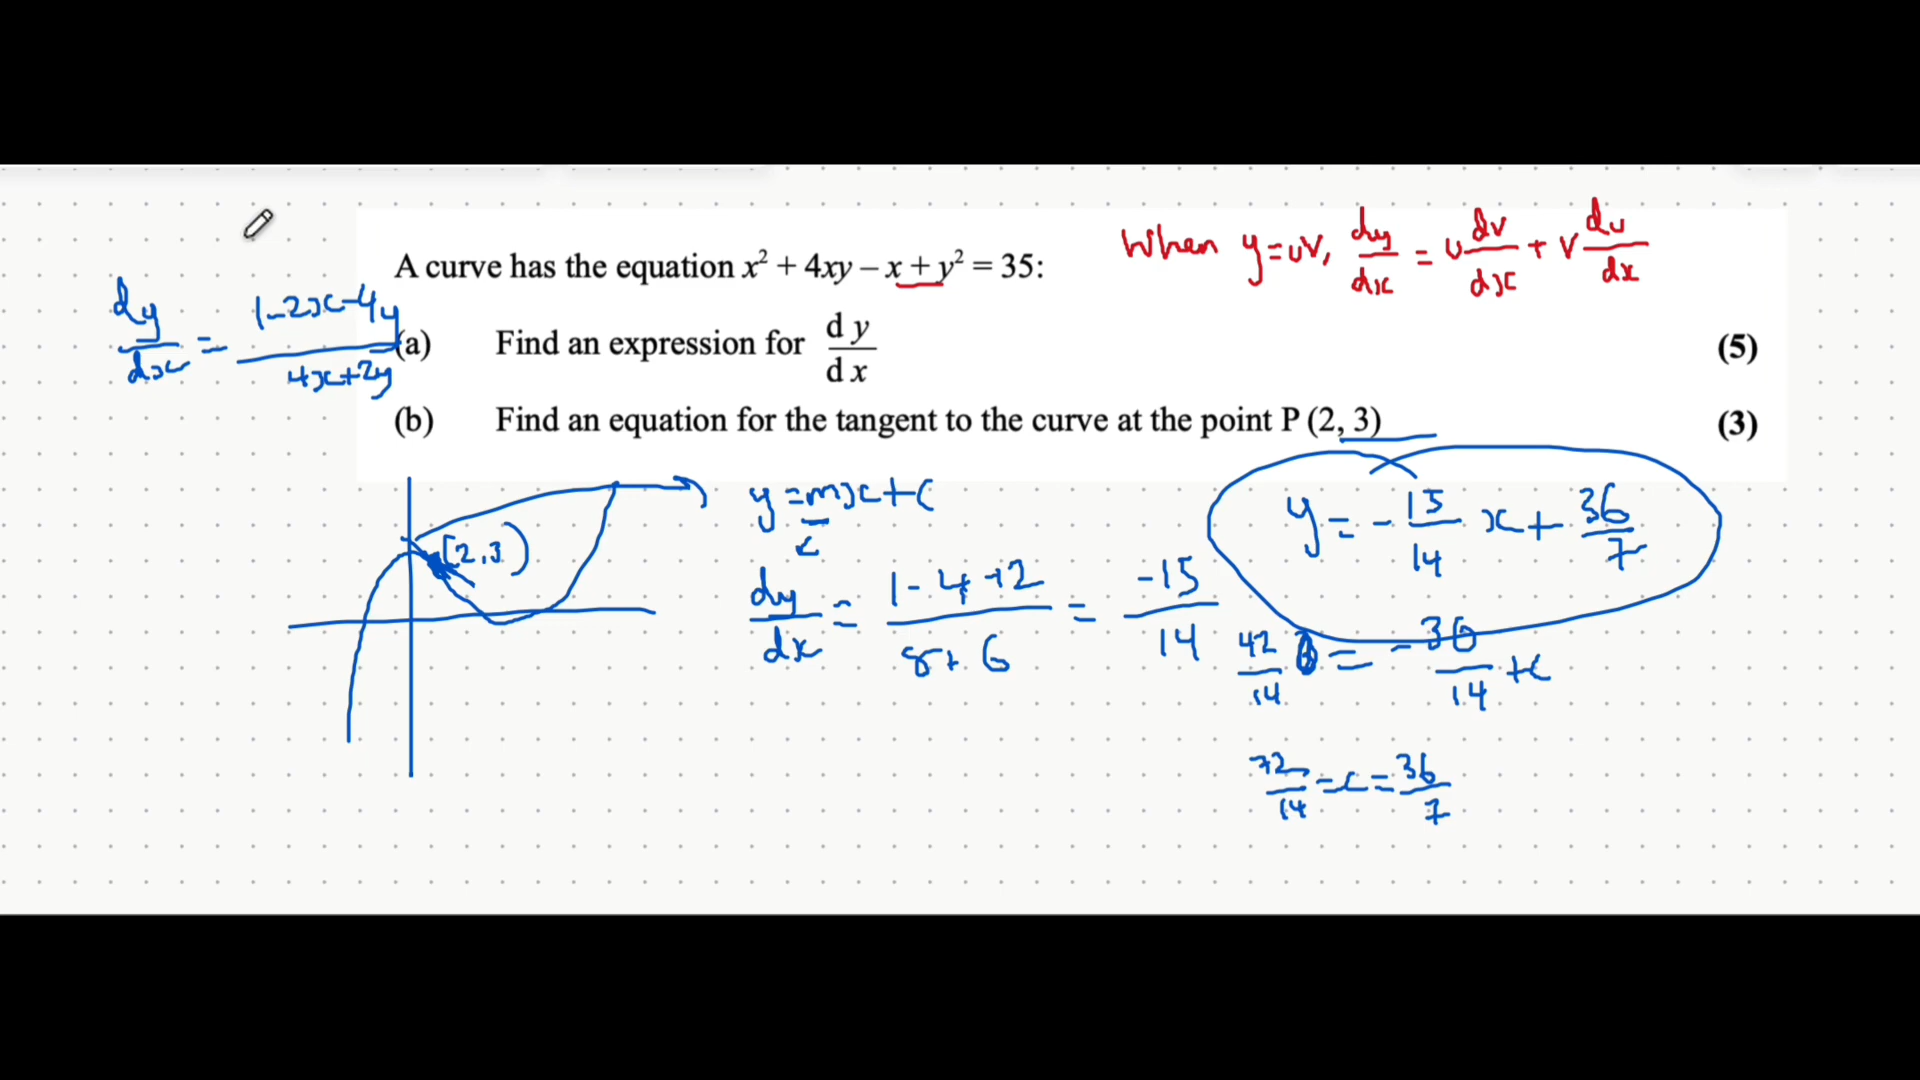 A curve has the equation x² + 4xy – x + y² = 35:
When y=uv, dy/dx = u dv/dx + v du/dx
dy/dx = 1-2x-4y / 4x+2y
(a) Find an expression for dy/dx (5)
(b) Find an equation for the tangent to the curve at the point P (2, 3) (3)
(2,3)
y=mx+c
y = -15/14 x + 36/7
dy/dx = 1-4-12 / 8+6 = -15/14
42/14 = -30/14 + c
72/14 = c = 36/7